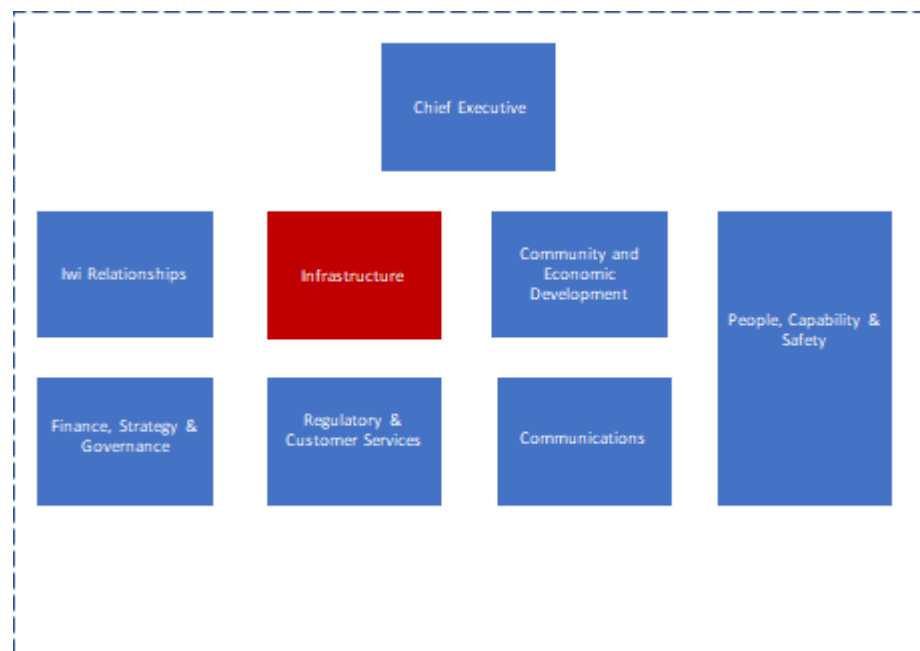 Chief Executive
Iwi Relationships
Infrastructure
Community and
Economic
Development
People, Capability &
Safety
Finance, Strategy &
Governance
Regulatory &
Customer Services
Communications